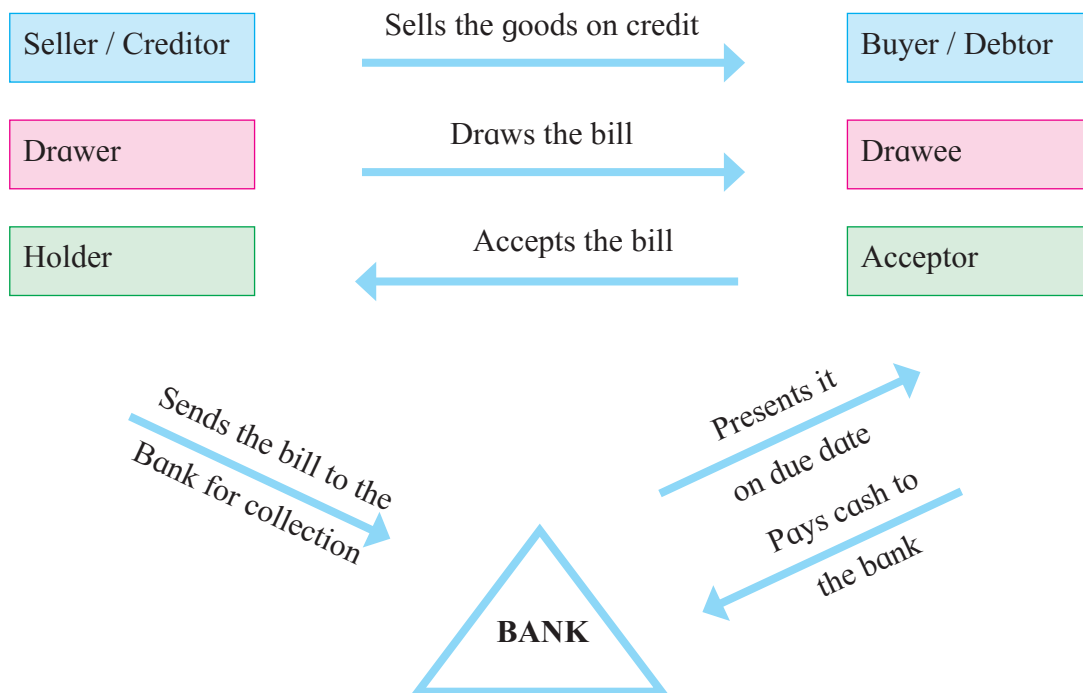 Seller / Creditor
Sells the goods on credit
Buyer / Debtor
Drawer
Draws the bill
Drawee
Holder
Accepts the bill
Acceptor
Sends the bill to the
Bank for collection
Presents it
on due date
Pays cash to
the bank
BANK